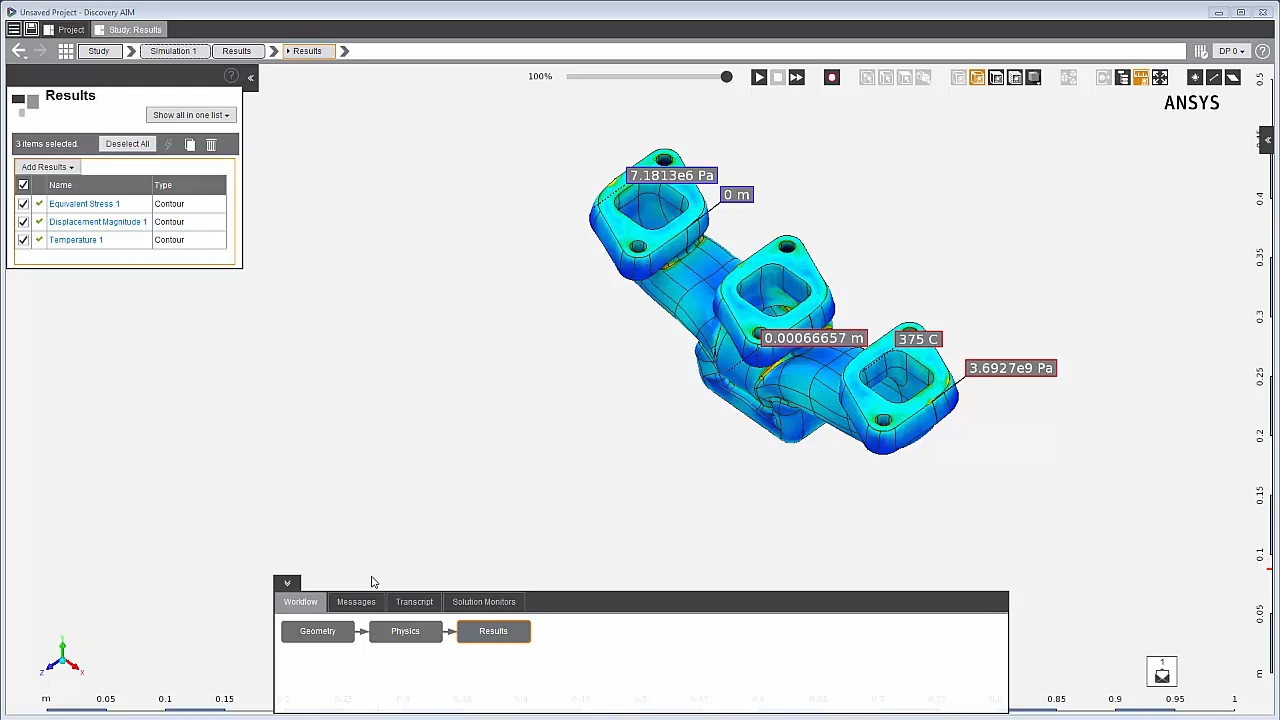 Unsaved Project - Discovery AIM
Project
Study: Results
Study
Simulation 1
Results
Results
DP 0
Results
Show all in one list
3 items selected.
Deselect All
Add Results
Name
Type
Equivalent Stress 1
Contour
Displacement Magnitude 1
Contour
Temperature 1
Contour
100%
ANSYS
7.1813e6 Pa
0 m
0.00066657 m
375 C
3.6927e9 Pa
0.5
0.4
0.35
0.3
0.25
0.2
0.15
0.1
0.05
m
Workflow
Messages
Transcript
Solution Monitors
Geometry
Physics
Results
Y
Z
X
1
m
0.05
0.1
0.15
0.85
0.9
0.95
1